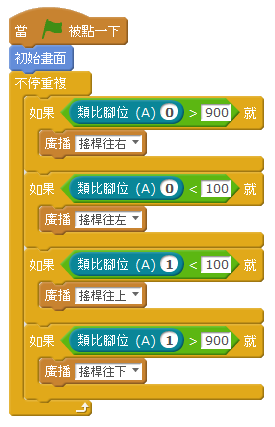 當 被點一下
初始畫面
不停重複
如果 類比腳位 (A) 0 > 900 就
廣播 搖桿往右
如果 類比腳位 (A) 0 < 100 就
廣播 搖桿往左
如果 類比腳位 (A) 1 < 100 就
廣播 搖桿往上
如果 類比腳位 (A) 1 > 900 就
廣播 搖桿往下